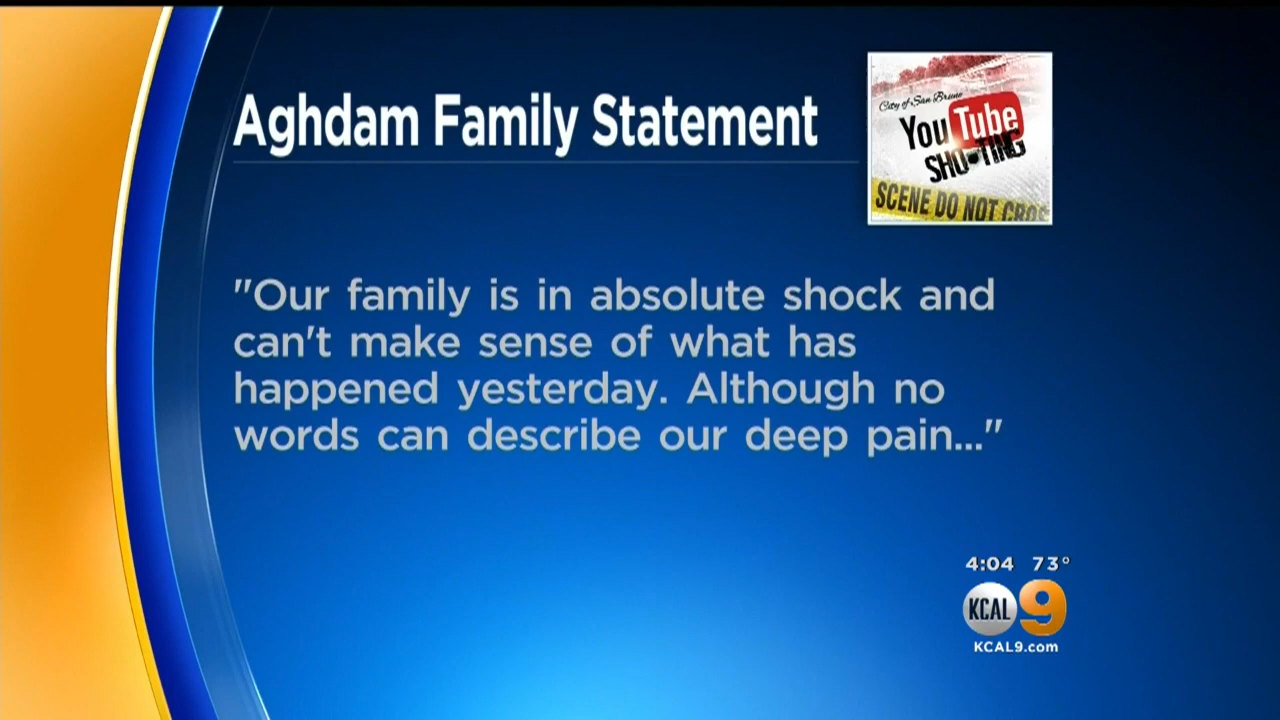 Aghdam Family Statement
City of San Bruno
YouTube
SHOOTING
SCENE DO NOT CROS
"Our family is in absolute shock and
can't make sense of what has
happened yesterday. Although no
words can describe our deep pain..."
4:04 73°
KCAL 9
KCAL9.com